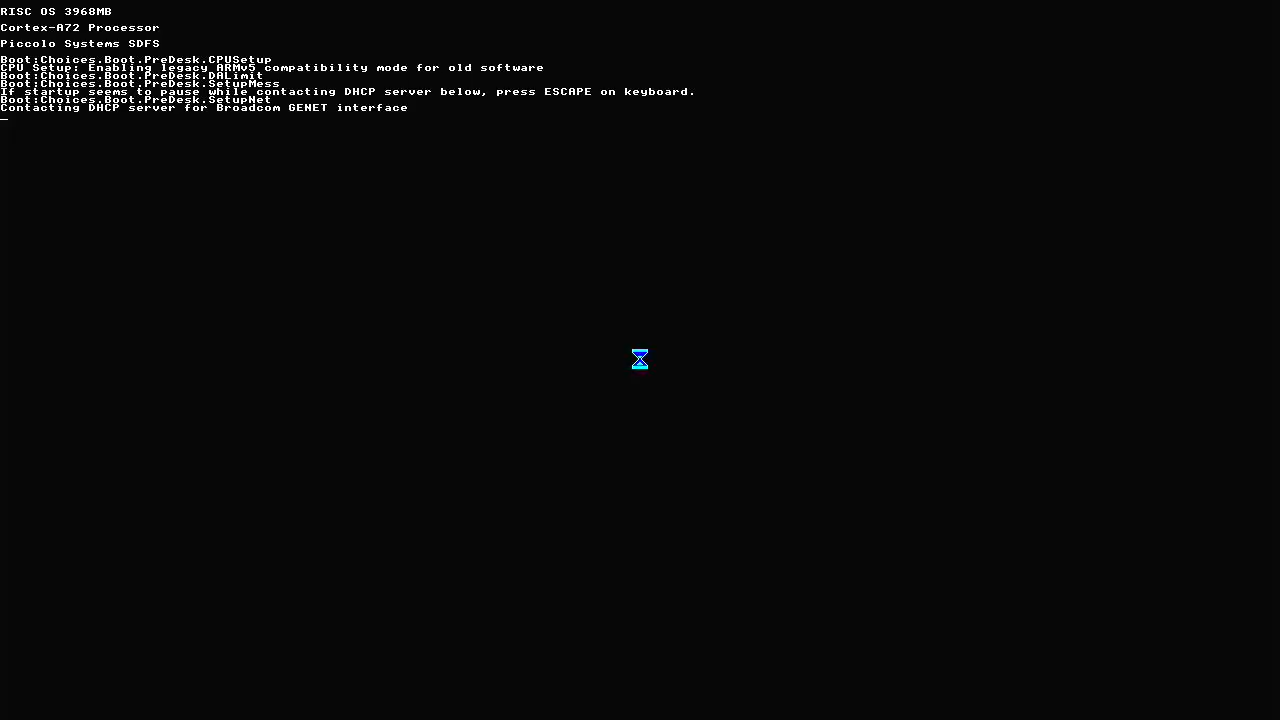 RISC OS 3968MB
Cortex-A72 Processor
Piccolo Systems SDFS
Boot:Choices.Boot.PreDesk.CPUSetup
CPU Setup: Enabling legacy ARMv5 compatibility mode for old software
Boot:Choices.Boot.PreDesk.DALimit
Boot:Choices.Boot.PreDesk.SetupMess
If startup seems to pause while contacting DHCP server below, press ESCAPE on keyboard.
Boot:Choices.Boot.PreDesk.SetupNet
Contacting DHCP server for Broadcom GENET interface